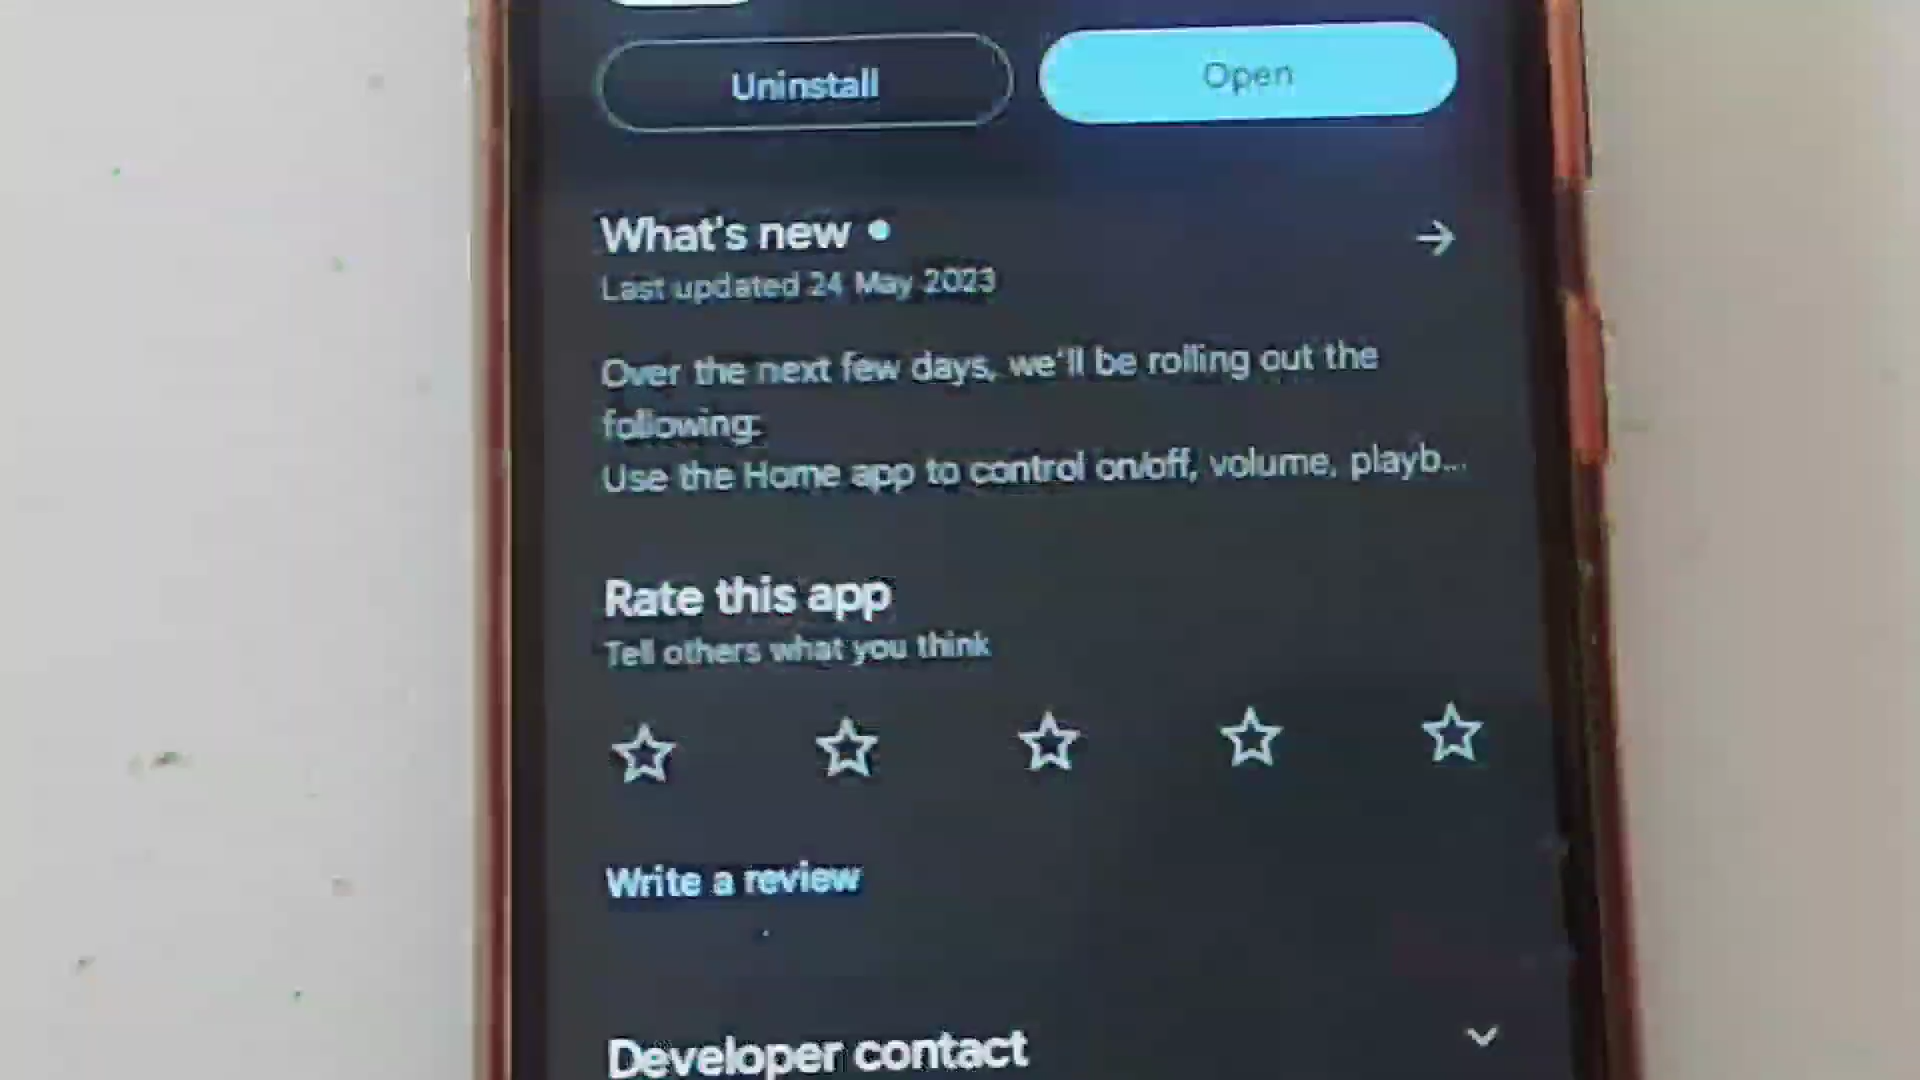 Uninstall
Open
What's new
Last updated 24 May 2023
Over the next few days, we'll be rolling out the
following:
Use the Home app to control on/off, volume, playb...
Rate this app
Tell others what you think
Write a review
Developer contact